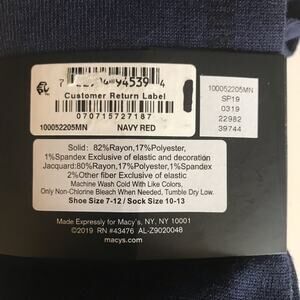 94539 4
Customer Return Label
070715727187
100052205MN NAVY RED
100052205MN
SP19
0319
22982
39744
Solid: 82%Rayon,17%Polyester,
1%Spandex Exclusive of elastic and decoration
Jacquard:80%Rayon,17%Polyester,1%Spandex
2%Other fiber Exclusive of elastic
Machine Wash Cold With Like Colors,
Only Non-Chlorine Bleach When Needed, Tumble Dry Low.
Shoe Size 7-12 / Sock Size 10-13
Made Expressly for Macy's, NY, NY 10001
©2019 RN #43476 AL-Z9020048
macys.com